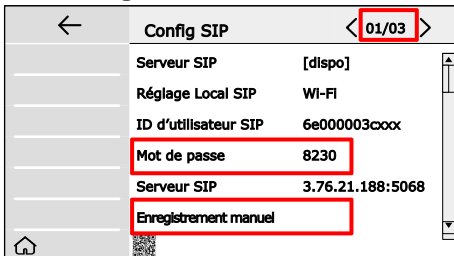 Config SIP
01/03
Serveur SIP [dispo]
Réglage Local SIP Wi-Fi
ID d'utilisateur SIP 6e000003cxxx
Mot de passe 8230
Serveur SIP 3.76.21.188:5068
Enregistrement manuel